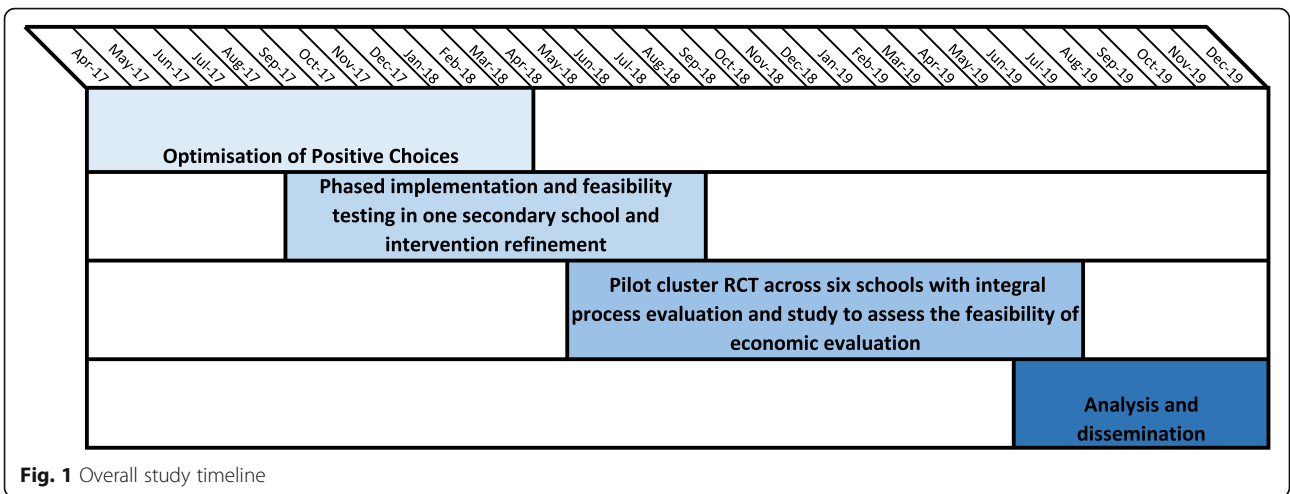 Apr-17 May-17 Jun-17 Jul-17 Aug-17 Sep-17 Oct-17 Nov-17 Dec-17 Jan-18 Feb-18 Mar-18 Apr-18 May-18 Jun-18 Jul-18 Aug-18 Sep-18 Oct-18 Nov-18 Dec-18 Jan-19 Feb-19 Mar-19 Apr-19 May-19 Jun-19 Jul-19 Aug-19 Sep-19 Oct-19 Nov-19 Dec-19
Optimisation of Positive Choices
Phased implementation and feasibility
testing in one secondary school and
intervention refinement
Pilot cluster RCT across six schools with integral
process evaluation and study to assess the feasibility of
economic evaluation
Analysis and
dissemination
Fig. 1 Overall study timeline